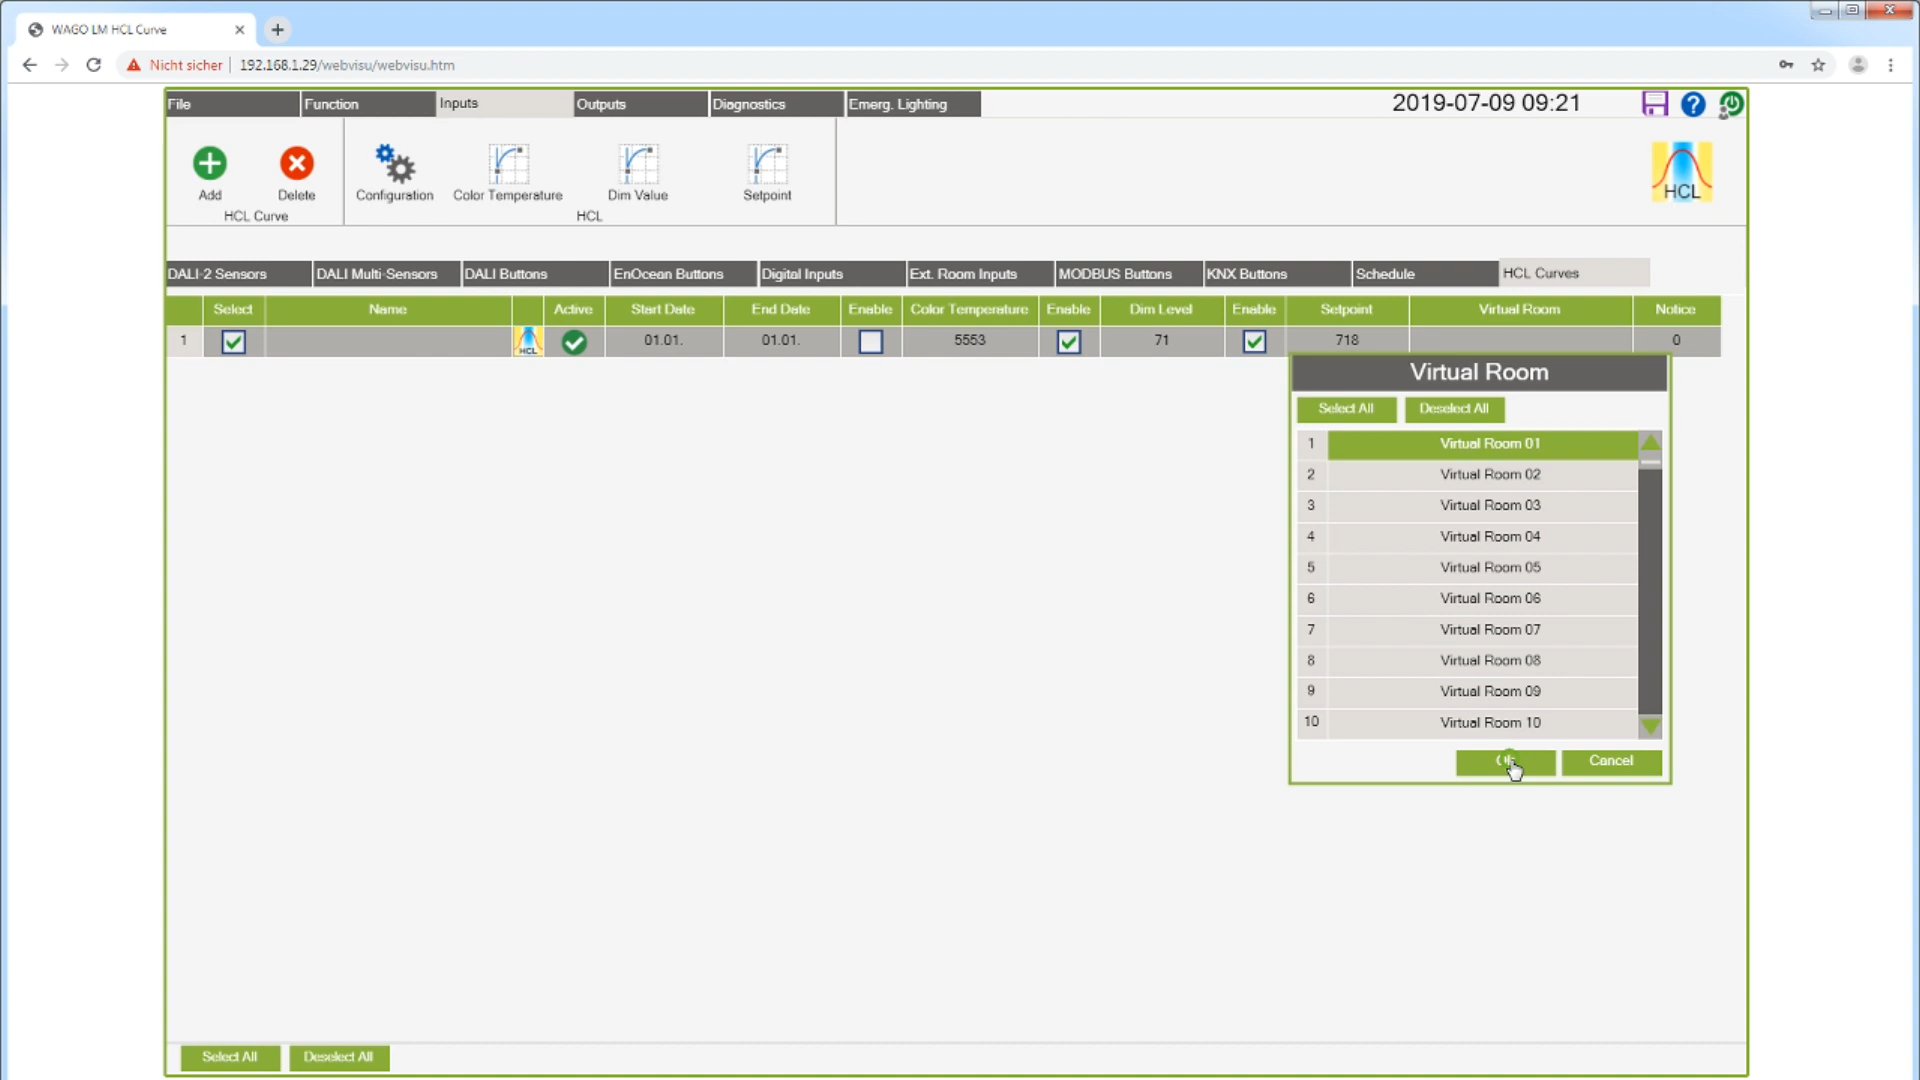 WAGO LM HCL Curve
Nicht sicher
192.168.1.29/webvisu/webvisu.htm
File
Function
Inputs
Outputs
Diagnostics
Emerg. Lighting
2019-07-09 09:21
Add
Delete
Configuration
Color Temperature
Dim Value
Setpoint
HCL
HCL Curve
HCL
DALI-2 Sensors
DALI Multi-Sensors
DALI Buttons
EnOcean Buttons
Digital Inputs
Ext. Room Inputs
MODBUS Buttons
KNX Buttons
Schedule
HCL Curves
Select
Name
Active
Start Date
End Date
Enable
Color Temperature
Enable
Dim Level
Enable
Setpoint
Virtual Room
Notice
1
HCL
01.01.
01.01.
5553
71
718
0
Virtual Room
Select All
Deselect All
1 Virtual Room 01
2 Virtual Room 02
3 Virtual Room 03
4 Virtual Room 04
5 Virtual Room 05
6 Virtual Room 06
7 Virtual Room 07
8 Virtual Room 08
9 Virtual Room 09
10 Virtual Room 10
Cancel
Select All
Deselect All